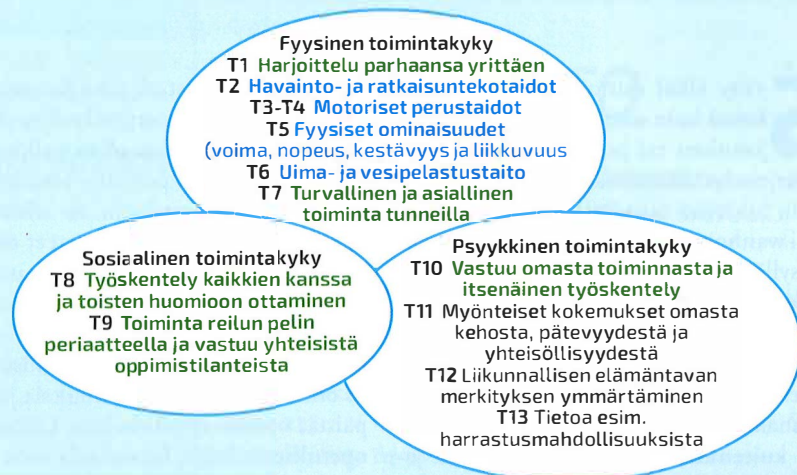 Fyysinen toimintakyky
T1 Harjoittelu parhaansa yrittäen
T2 Havainto- ja ratkaisuntekotaidot
T3-T4 Motoriset perustaidot
T5 Fyysiset ominaisuudet
(voima, nopeus, kestävyys ja liikkuvuus
T6 Uima- ja vesipelastustaito
T7 Turvallinen ja asiallinen
toiminta tunneilla
Sosiaalinen toimintakyky
T8 Työskentely kaikkien kanssa
ja toisten huomioon ottaminen
T9 Toiminta reilun pelin
periaatteella ja vastuu yhteisistä
oppimistilanteista
Psyykkinen toimintakyky
T10 Vastuu omasta toiminnasta ja
itsenäinen työskentely
T11 Myönteiset kokemukset omasta
kehosta, pätevyydestä ja
yhteisöllisyydestä
T12 Liikunnallisen elämäntavan
merkityksen ymmärtäminen
T13 Tietoa esim.
harrastusmahdollisuuksista